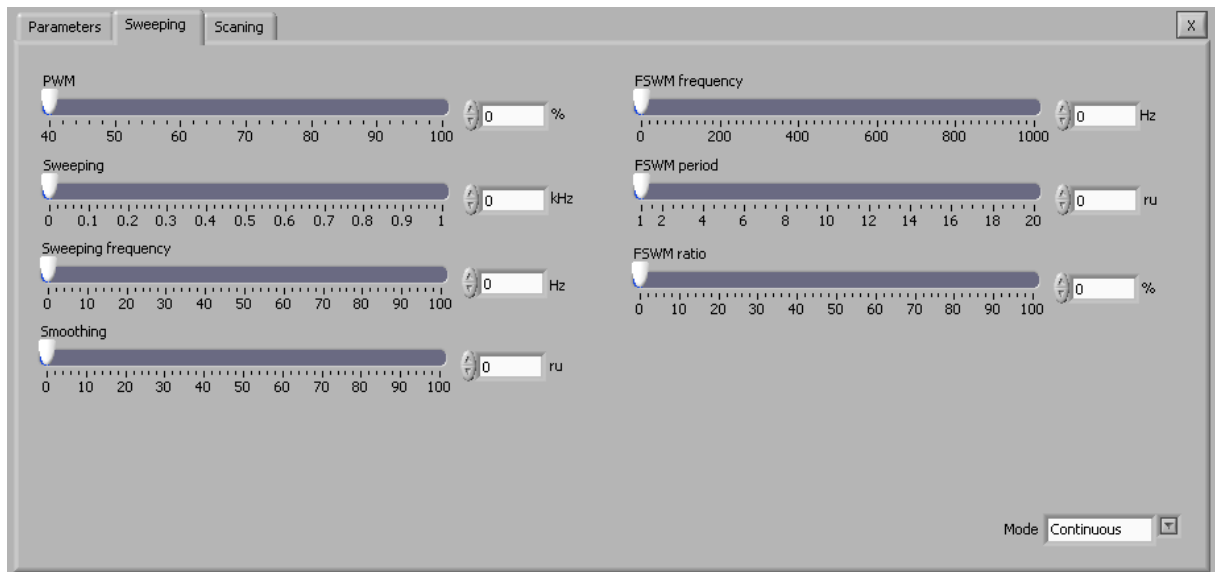 Parameters Sweeping Scaning X
PWM
0 %
40 50 60 70 80 90 100
Sweeping
0 kHz
0 0.1 0.2 0.3 0.4 0.5 0.6 0.7 0.8 0.9 1
Sweeping frequency
0 Hz
0 10 20 30 40 50 60 70 80 90 100
Smoothing
0 ru
0 10 20 30 40 50 60 70 80 90 100
FSWM frequency
0 Hz
0 200 400 600 800 1000
FSWM period
0 ru
1 2 4 6 8 10 12 14 16 18 20
FSWM ratio
0 %
0 10 20 30 40 50 60 70 80 90 100
Mode Continuous